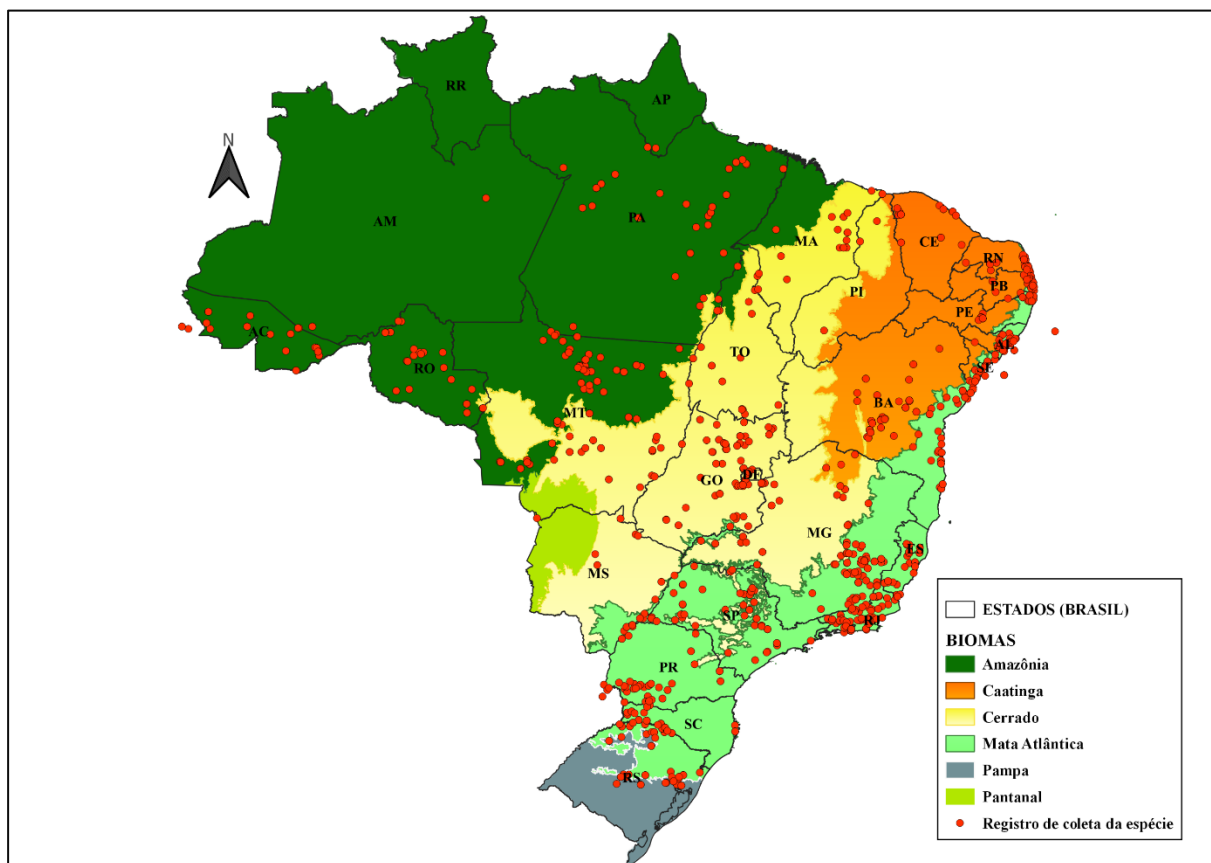 RR
AP
N
AM
PA
MA
CE
RN
PB
PI
PE
AC
AL
TO
SE
RO
BA
MT
GO
DF
MG
ES
MS
SP
RJ
PR
SC
RS
ESTADOS (BRASIL)
BIOMAS
Amazônia
Caatinga
Cerrado
Mata Atlântica
Pampa
Pantanal
Registro de coleta da espécie